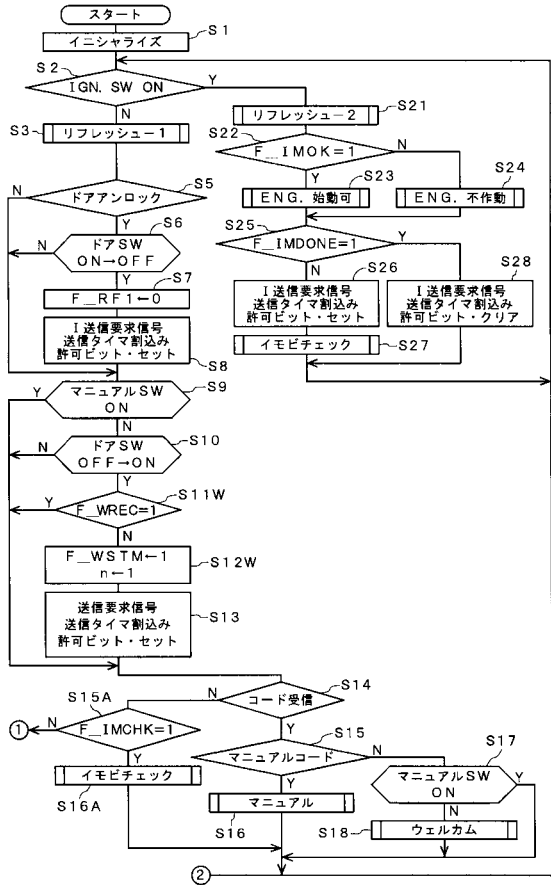 スタート
イニシャライズ
S1
S2
IGN. SW ON
Y
N
S3
リフレッシュー1
N
ドアアンロック
S5
Y
S6
N
ドアSW
ON→OFF
Y
S7
F_RF1←0
I送信要求信号
送信タイマ割込み
許可ビット・セット
S8
S9
Y
マニュアルSW
ON
N
S10
N
ドアSW
OFF→ON
Y
S11W
Y
F_WREC=1
N
F_WSTM←1
n←1
S12W
送信要求信号
送信タイマ割込み
許可ビット・セット
S13
リフレッシュー2
S21
S22
F_IMOK=1
N
Y
S23
S24
ENG. 始動可
ENG. 不作動
S25
F_IMDONE=1
Y
N
S26
S28
I送信要求信号
送信タイマ割込み
許可ビット・セット
I送信要求信号
送信タイマ割込み
許可ビット・クリア
イモビチェック
S27
N
コード受信
S14
Y
S15A
①
N
F_IMCHK=1
Y
イモビチェック
S16A
S15
マニュアルコード
N
Y
マニュアル
S16
S17
マニュアルSW
ON
Y
N
S18
ウェルカム
②